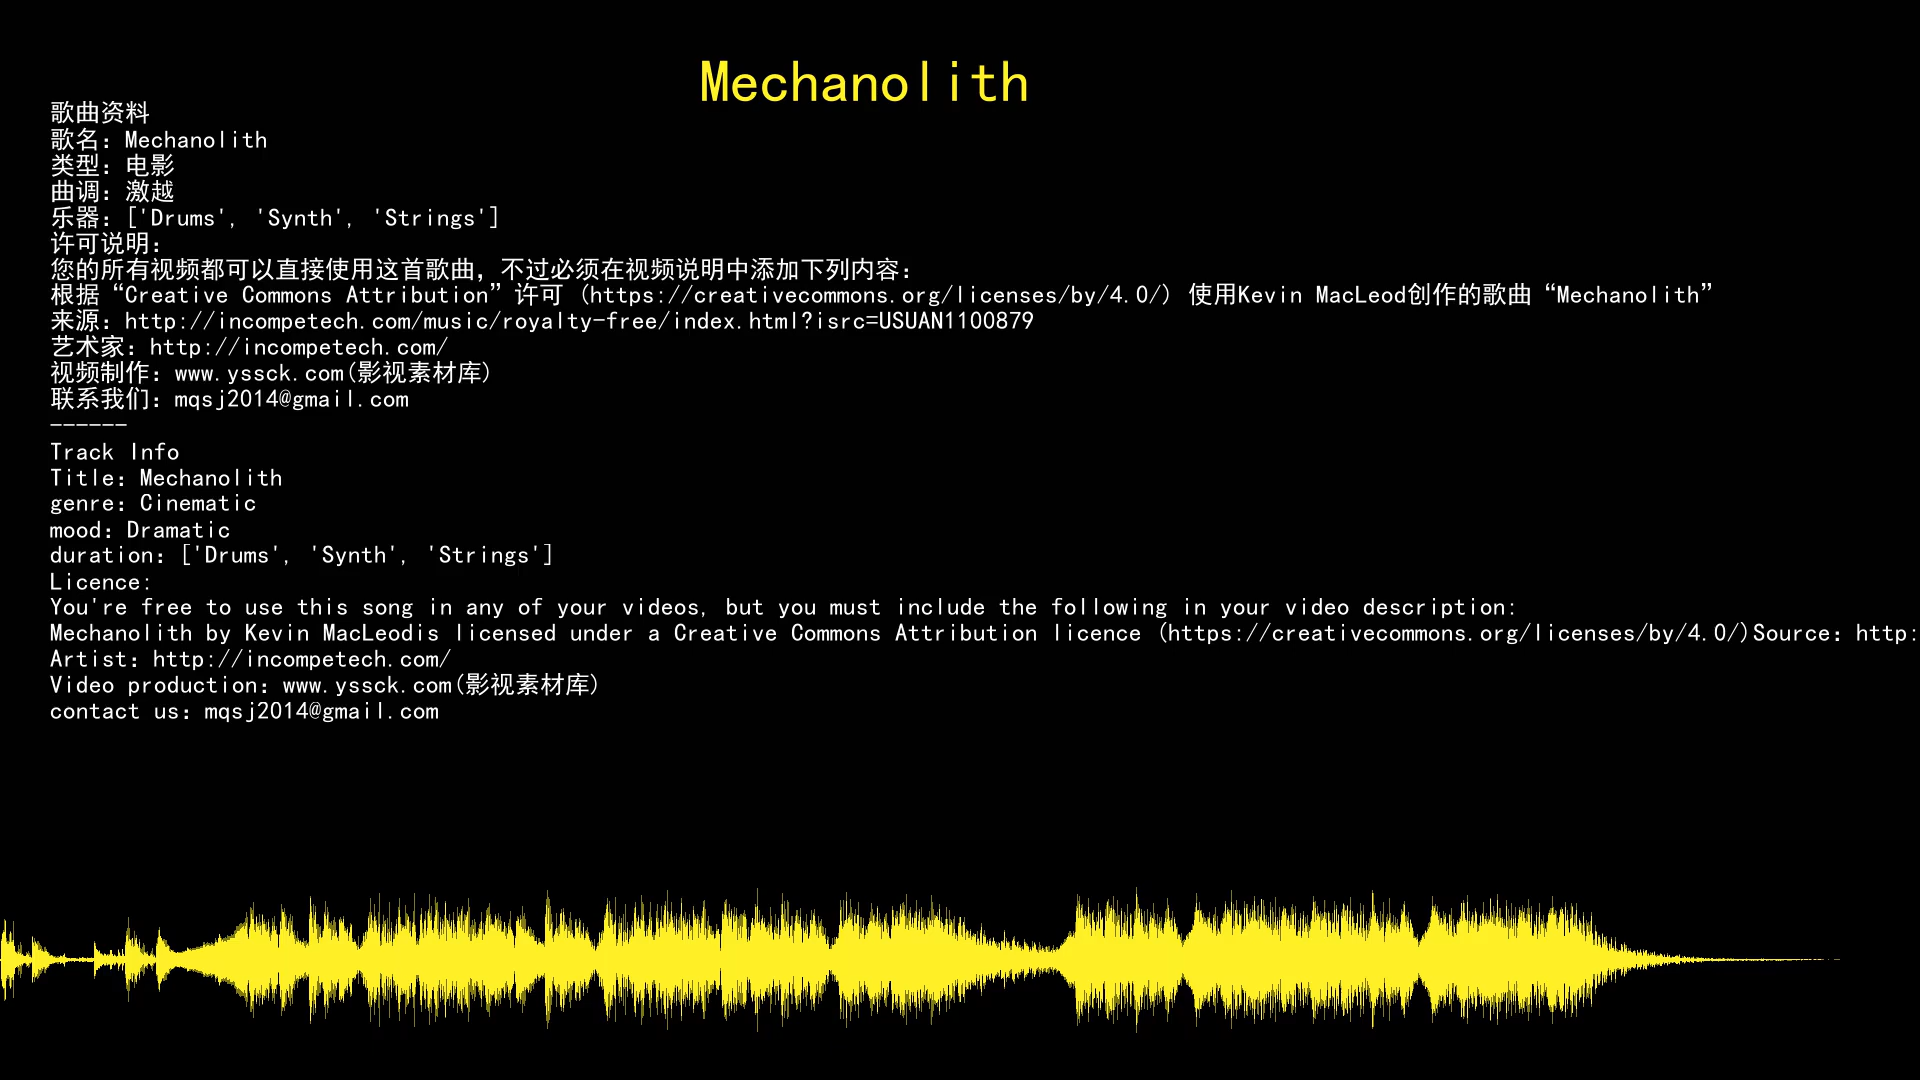 Mechanolith
歌曲资料
歌名：Mechanolith
类型：电影
曲调：激越
乐器：['Drums', 'Synth', 'Strings']
许可说明：
您的所有视频都可以直接使用这首歌曲，不过必须在视频说明中添加下列内容：
根据“Creative Commons Attribution”许可 (https://creativecommons.org/licenses/by/4.0/) 使用Kevin MacLeod创作的歌曲“Mechanolith”
来源：http://incompetech.com/music/royalty-free/index.html?isrc=USUAN1100879
艺术家：http://incompetech.com/
视频制作：www.yssck.com(影视素材库)
联系我们：mqsj2014@gmail.com
------
Track Info
Title：Mechanolith
genre：Cinematic
mood：Dramatic
duration：['Drums', 'Synth', 'Strings']
Licence:
You're free to use this song in any of your videos, but you must include the following in your video description:
Mechanolith by Kevin MacLeodis licensed under a Creative Commons Attribution licence (https://creativecommons.org/licenses/by/4.0/)Source：http:
Artist：http://incompetech.com/
Video production：www.yssck.com(影视素材库)
contact us：mqsj2014@gmail.com